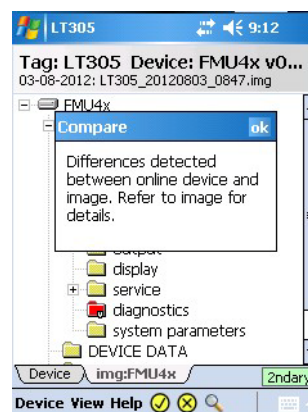 LT305
9:12
Tag: LT305 Device: FMU4x v0...
03-08-2012: LT305_20120803_0847.img
FMU4x
Compare
ok
Differences detected
between online device and
image. Refer to image for
details.
output
display
service
diagnostics
system parameters
DEVICE DATA
Device
img:FMU4x
2ndary
Device View Help